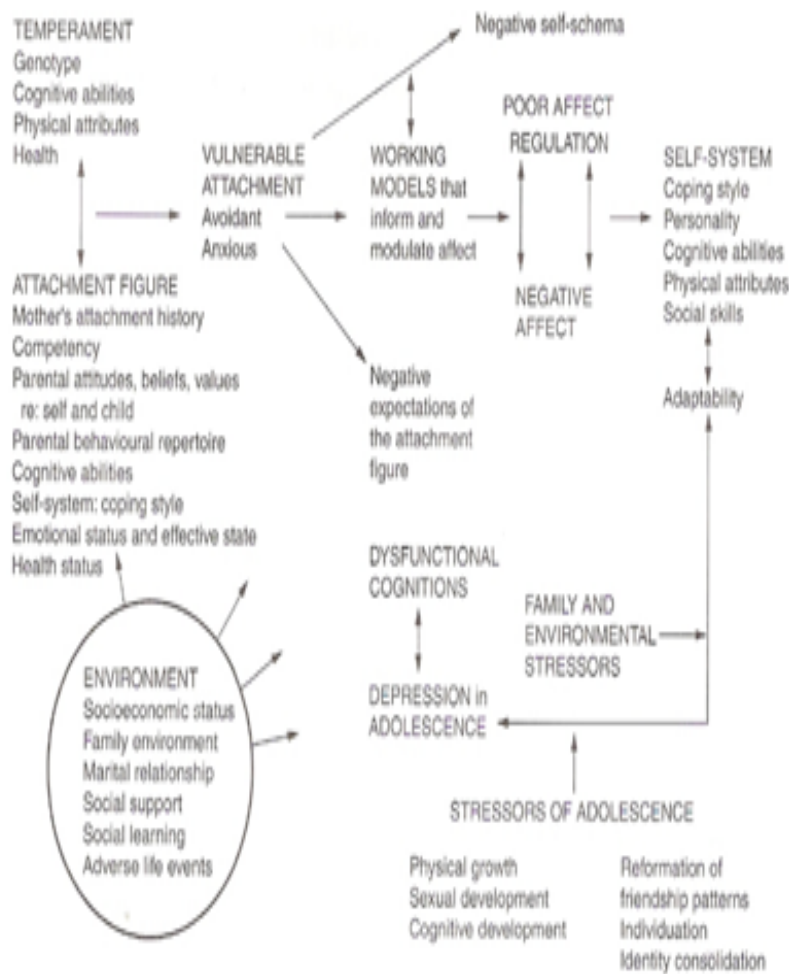 TEMPERAMENT
Genotype
Cognitive abilities
Physical attributes
Health
ATTACHMENT FIGURE
Mother's attachment history
Competency
Parental attitudes, beliefs, values
re: self and child
Parental behavioural repertoire
Cognitive abilities
Self-system: coping style
Emotional status and effective state
Health status
ENVIRONMENT
Socioeconomic status
Family environment
Marital relationship
Social support
Social learning
Adverse life events
VULNERABLE
ATTACHMENT
Avoidant
Anxious
Negative self-schema
WORKING
MODELS that
inform and
modulate affect
Negative
expectations of
the attachment
figure
POOR AFFECT
REGULATION
NEGATIVE
AFFECT
SELF-SYSTEM
Coping style
Personality
Cognitive abilities
Physical attributes
Social skills
Adaptability
FAMILY AND
ENVIRONMENTAL
STRESSORS
DYSFUNCTIONAL
COGNITIONS
DEPRESSION in
ADOLESCENCE
STRESSORS OF ADOLESCENCE
Physical growth
Sexual development
Cognitive development
Reformation of
friendship patterns
Individuation
Identity consolidation